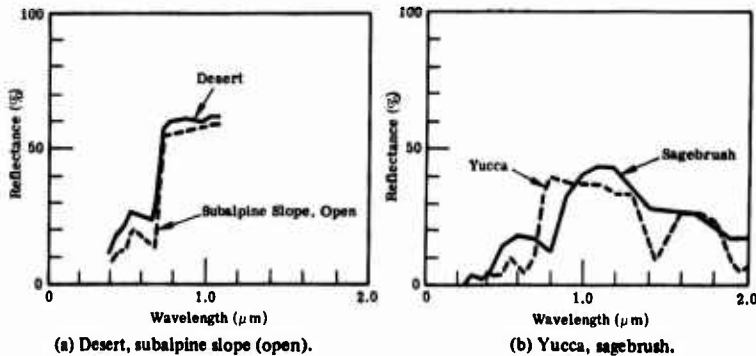 100
50
0
Reflectance (%)
Desert
Subalpine Slope, Open
0
1.0
2.0
Wavelength (μm)
(a) Desert, subalpine slope (open).
100
50
0
Reflectance (%)
Yucca
Sagebrush
0
1.0
2.0
Wavelength (μm)
(b) Yucca, sagebrush.